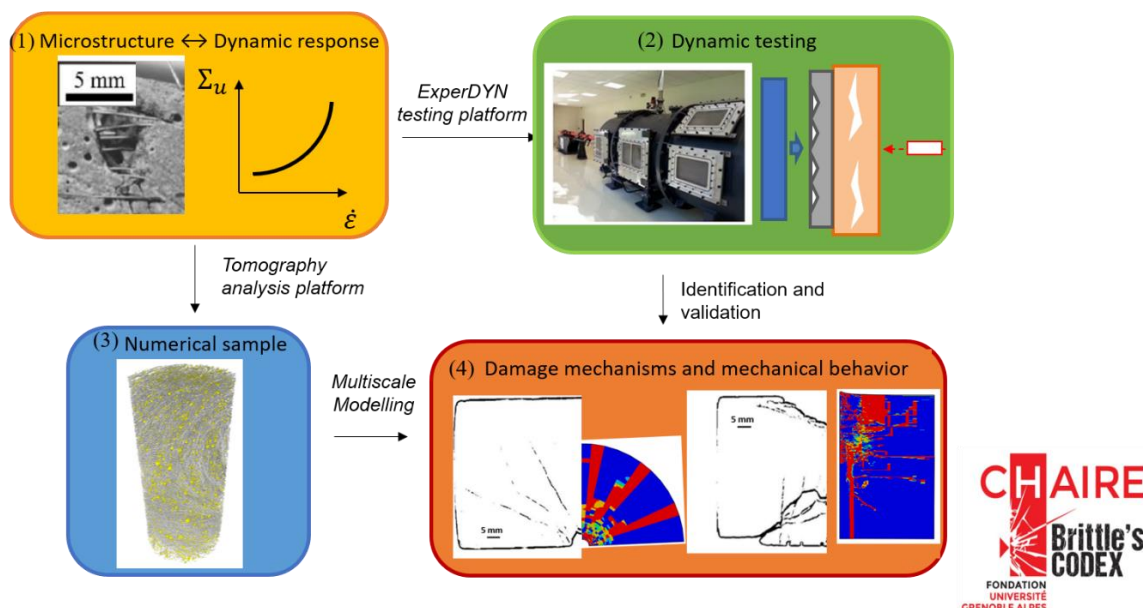 (1) Microstructure ↔ Dynamic response
5 mm
Σu
ε̇
ExperDYN
testing platform
(2) Dynamic testing
Tomography
analysis platform
Identification and
validation
(3) Numerical sample
Multiscale
Modelling
(4) Damage mechanisms and mechanical behavior
5 mm
5 mm
CHAIRE
Brittle's
CODEX
FONDATION
UNIVERSITÉ
GRENOBLE ALPES